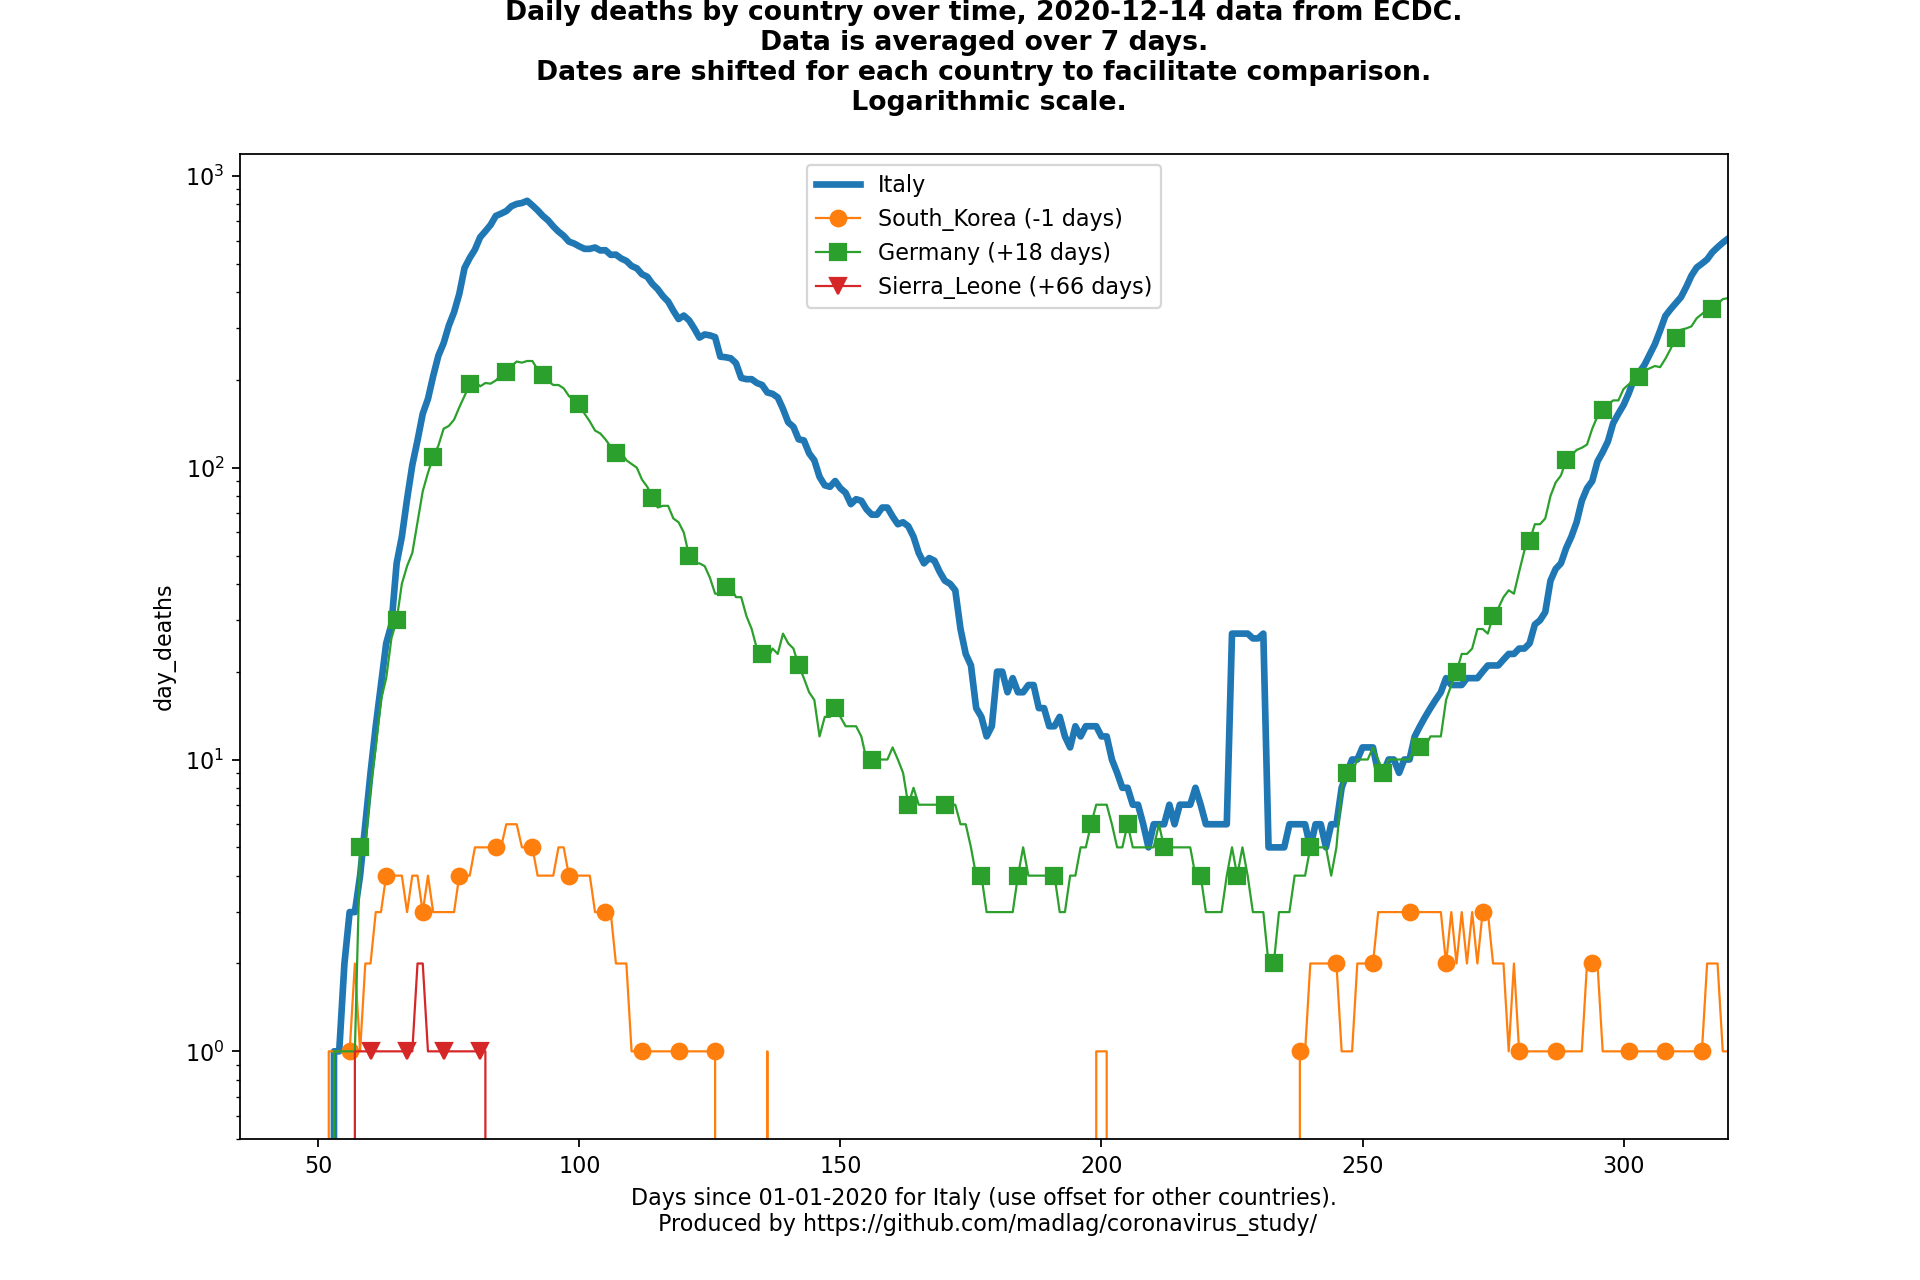 Daily deaths by country over time, 2020-12-14 data from ECDC.
Data is averaged over 7 days.
Dates are shifted for each country to facilitate comparison.
Logarithmic scale.
Italy
South_Korea (-1 days)
Germany (+18 days)
Sierra_Leone (+66 days)
day_deaths
10³
10²
10¹
10⁰
50
100
150
200
250
300
Days since 01-01-2020 for Italy (use offset for other countries).
Produced by https://github.com/madlag/coronavirus_study/